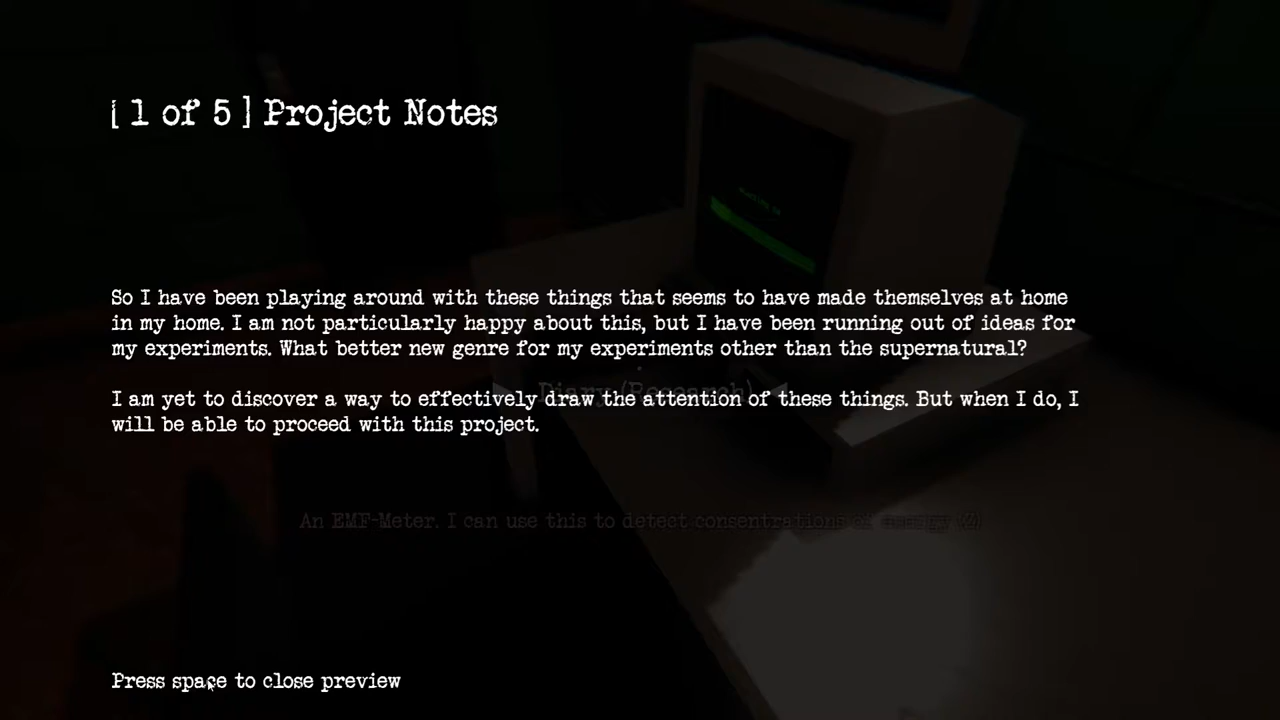 [ 1 of 5 ] Project Notes
So I have been playing around with these things that seems to have made themselves at home
in my home. I am not particularly happy about this, but I have been running out of ideas for
my experiments. What better new genre for my experiments other than the supernatural?
Diary (Research)
I am yet to discover a way to effectively draw the attention of these things. But when I do, I
will be able to proceed with this project.
An EMF-Meter. I can use this to detect consentrations of energy
Press space to close preview